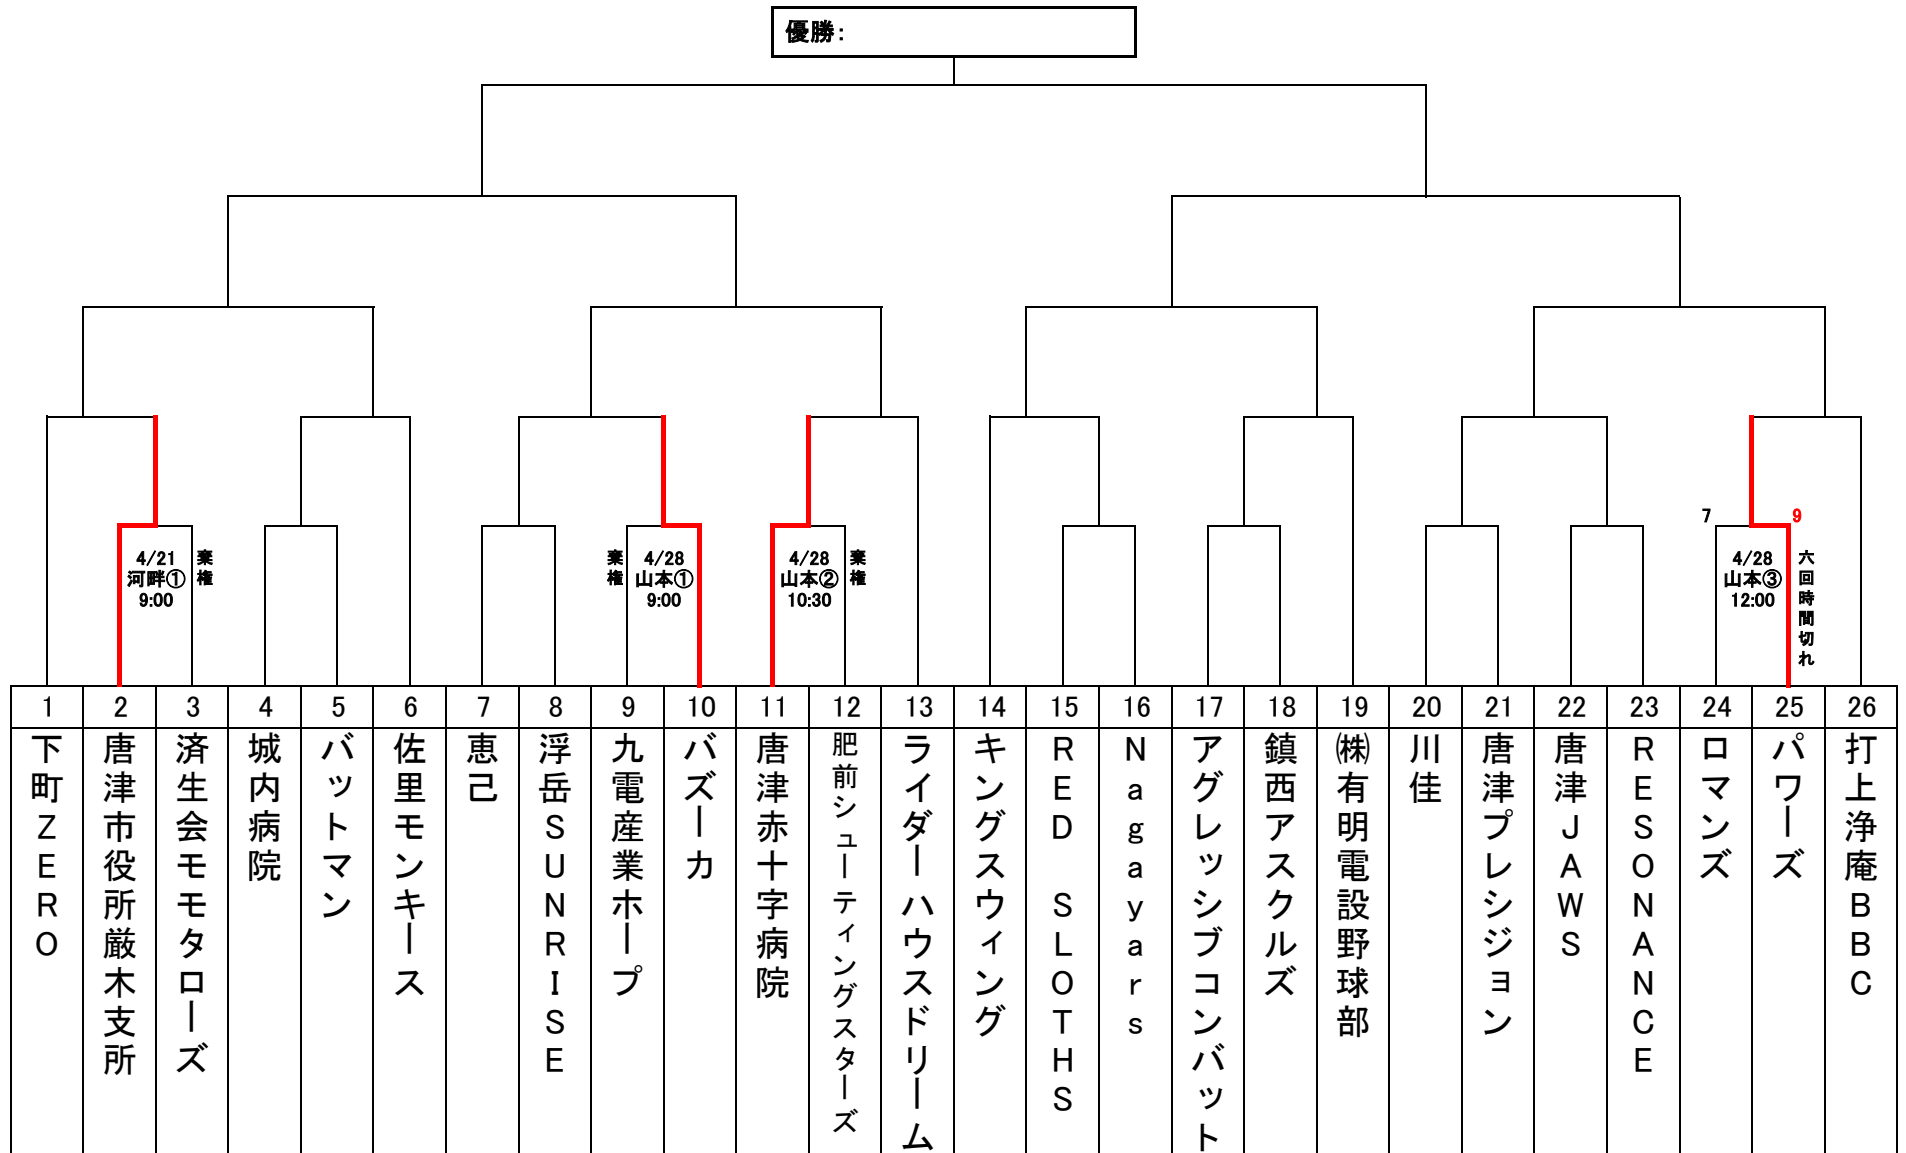 優勝：
7
9
4/21
河畔①
9:00
棄権
棄権
4/28
山本①
9:00
4/28
山本②
10:30
棄権
4/28
山本③
12:00
六回時間切れ
1
2
3
4
5
6
7
8
9
10
11
12
13
14
15
16
17
18
19
20
21
22
23
24
25
26
下町ZERO
唐津市役所厳木支所
済生会モモタローズ
城内病院
バットマン
佐里モンキース
恵己
浮岳SUNRISE
九電産業ホープ
バズーカ
唐津赤十字病院
肥前シューティングスターズ
ライダーハウスドリーム
キングスウィング
RED SLOTHS
Nagayars
アグレッシブコンバット
鎮西アスクルズ
㈱有明電設野球部
川佳
唐津プレシジョン
唐津JAWS
RESONANCE
ロマンズ
パワーズ
打上浄庵BBC